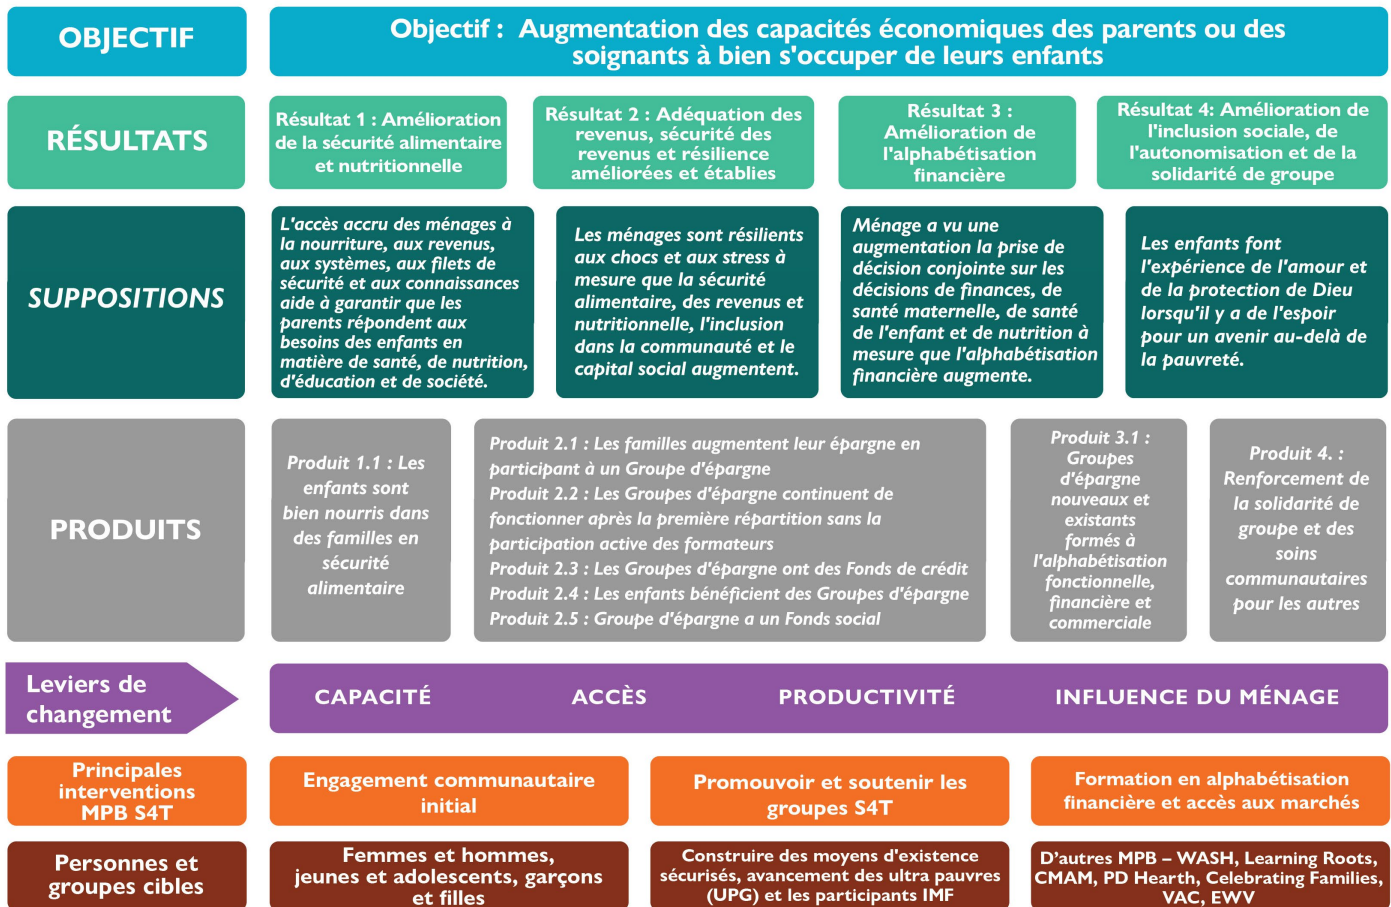 OBJECTIF
Objectif : Augmentation des capacités économiques des parents ou des
soignants à bien s'occuper de leurs enfants
RÉSULTATS
Résultat 1 : Amélioration
de la sécurité alimentaire
et nutritionnelle
Résultat 2 : Adéquation des
revenus, sécurité des
revenus et résilience
améliorées et établies
Résultat 3 :
Amélioration de
l'alphabétisation
financière
Résultat 4: Amélioration de
l'inclusion sociale, de
l'autonomisation et de la
solidarité de groupe
SUPPOSITIONS
L'accès accru des ménages à
la nourriture, aux revenus,
aux systèmes, aux filets de
sécurité et aux connaissances
aide à garantir que les
parents répondent aux
besoins des enfants en
matière de santé, de nutrition,
d'éducation et de société.
Les ménages sont résilients
aux chocs et aux stress à
mesure que la sécurité
alimentaire, des revenus et
nutritionnelle, l'inclusion
dans la communauté et le
capital social augmentent.
Ménage a vu une
augmentation la prise de
décision conjointe sur les
décisions de finances, de
santé maternelle, de santé
de l'enfant et de nutrition à
mesure que l'alphabétisation
financière augmente.
Les enfants font
l'expérience de l'amour et
de la protection de Dieu
lorsqu'il y a de l'espoir
pour un avenir au-delà de
la pauvreté.
PRODUITS
Produit 1.1 : Les
enfants sont
bien nourris dans
des familles en
sécurité
alimentaire
Produit 2.1 : Les familles augmentent leur épargne en
participant à un Groupe d'épargne
Produit 2.2 : Les Groupes d'épargne continuent de
fonctionner après la première répartition sans la
participation active des formateurs
Produit 2.3 : Les Groupes d'épargne ont des Fonds de crédit
Produit 2.4 : Les enfants bénéficient des Groupes d'épargne
Produit 2.5 : Groupe d'épargne a un Fonds social
Produit 3.1 :
Groupes
d'épargne
nouveaux et
existants
formés à
l'alphabétisation
fonctionnelle,
financière et
commerciale
Produit 4. :
Renforcement de
la solidarité de
groupe et des
soins
communautaires
pour les autres
Leviers de
changement
CAPACITÉ
ACCÈS
PRODUCTIVITÉ
INFLUENCE DU MÉNAGE
Principales
interventions
MPB S4T
Engagement communautaire
initial
Promouvoir et soutenir les
groupes S4T
Formation en alphabétisation
financière et accès aux marchés
Personnes et
groupes cibles
Femmes et hommes,
jeunes et adolescents, garçons
et filles
Construire des moyens d'existence
sécurisés, avancement des ultra pauvres
(UPG) et les participants IMF
D'autres MPB – WASH, Learning Roots,
CMAM, PD Hearth, Celebrating Families,
VAC, EWV